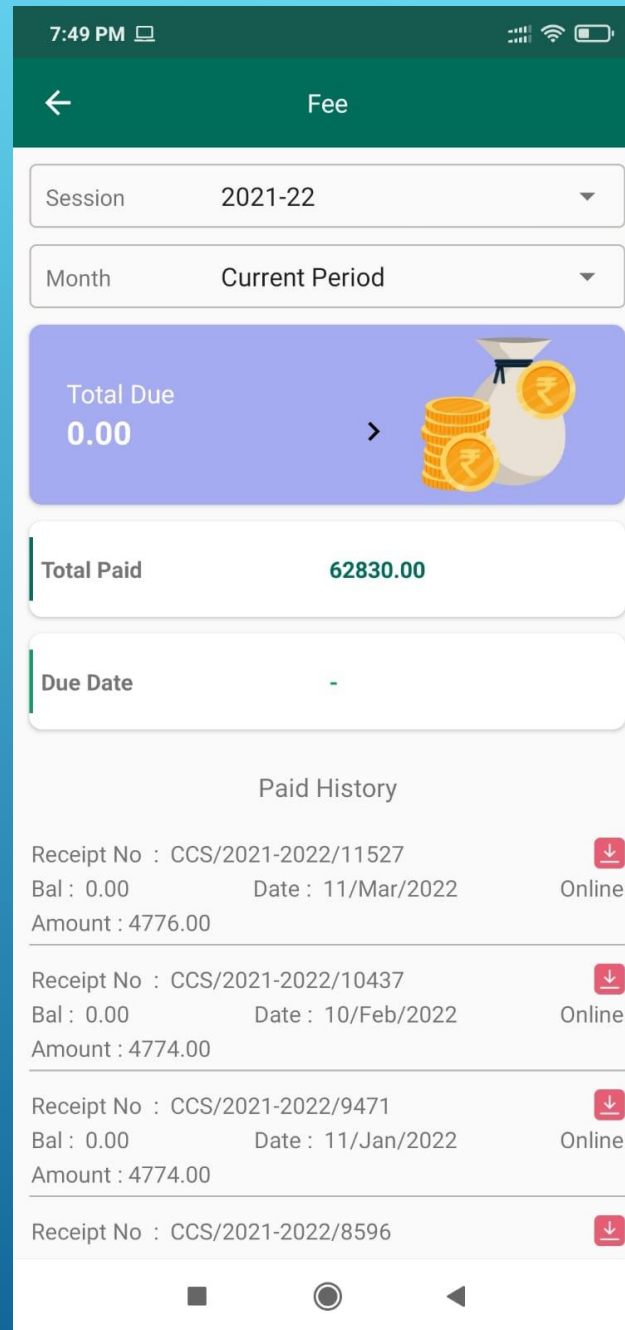 7:49 PM
Fee
Session 2021-22
Month Current Period
Total Due
0.00
₹
₹
Total Paid 62830.00
Due Date -
Paid History
Receipt No : CCS/2021-2022/11527
Bal : 0.00 Date : 11/Mar/2022 Online
Amount : 4776.00
Receipt No : CCS/2021-2022/10437
Bal : 0.00 Date : 10/Feb/2022 Online
Amount : 4774.00
Receipt No : CCS/2021-2022/9471
Bal : 0.00 Date : 11/Jan/2022 Online
Amount : 4774.00
Receipt No : CCS/2021-2022/8596